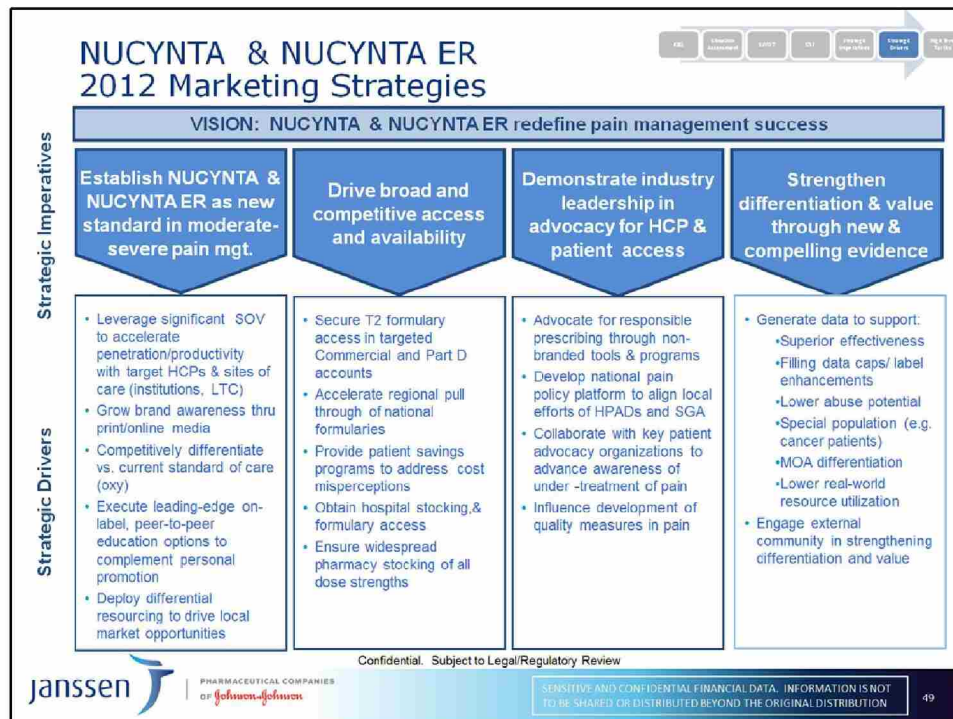 NUCYNTA & NUCYNTA ER
2012 Marketing Strategies
SWOT
Strategic
Drivers
VISION: NUCYNTA & NUCYNTA ER redefine pain management success
Strategic Imperatives
Establish NUCYNTA &
NUCYNTA ER as new
standard in moderate-
severe pain mgt.
Drive broad and
competitive access
and availability
Demonstrate industry
leadership in
advocacy for HCP &
patient access
Strengthen
differentiation & value
through new &
compelling evidence
Strategic Drivers
• Leverage significant SOV
to accelerate
penetration/productivity
with target HCPs & sites of
care (institutions, LTC)
• Grow brand awareness thru
print/online media
• Competitively differentiate
vs. current standard of care
(oxy)
• Execute leading-edge on-
label, peer-to-peer
education options to
complement personal
promotion
• Deploy differential
resourcing to drive local
market opportunities
• Secure T2 formulary
access in targeted
Commercial and Part D
accounts
• Accelerate regional pull
through of national
formularies
• Provide patient savings
programs to address cost
misperceptions
• Obtain hospital stocking,&
formulary access
• Ensure widespread
pharmacy stocking of all
dose strengths
• Advocate for responsible
prescribing through non-
branded tools & programs
• Develop national pain
policy platform to align local
efforts of HPADs and SGA
• Collaborate with key patient
advocacy organizations to
advance awareness of
under -treatment of pain
• Influence development of
quality measures in pain
• Generate data to support:
•Superior effectiveness
•Filling data caps/ label
enhancements
•Lower abuse potential
•Special population (e.g.
cancer patients)
•MOA differentiation
•Lower real-world
resource utilization
• Engage external
community in strengthening
differentiation and value
Confidential. Subject to Legal/Regulatory Review
janssen
PHARMACEUTICAL COMPANIES
OF Johnson & Johnson
SENSITIVE AND CONFIDENTIAL FINANCIAL DATA. INFORMATION IS NOT
TO BE SHARED OR DISTRIBUTED BEYOND THE ORIGINAL DISTRIBUTION
49